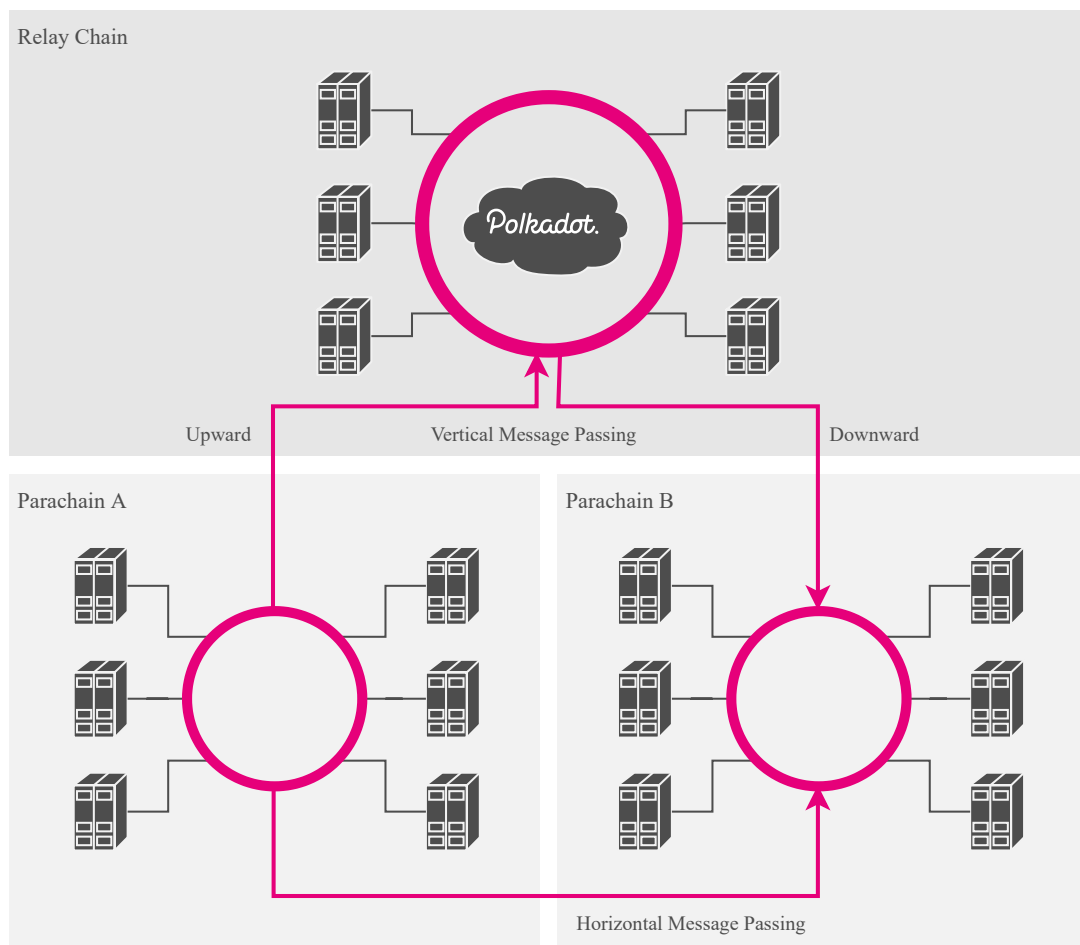 Relay Chain
Polkadot.
Upward
Vertical Message Passing
Downward
Parachain A
Parachain B
Horizontal Message Passing